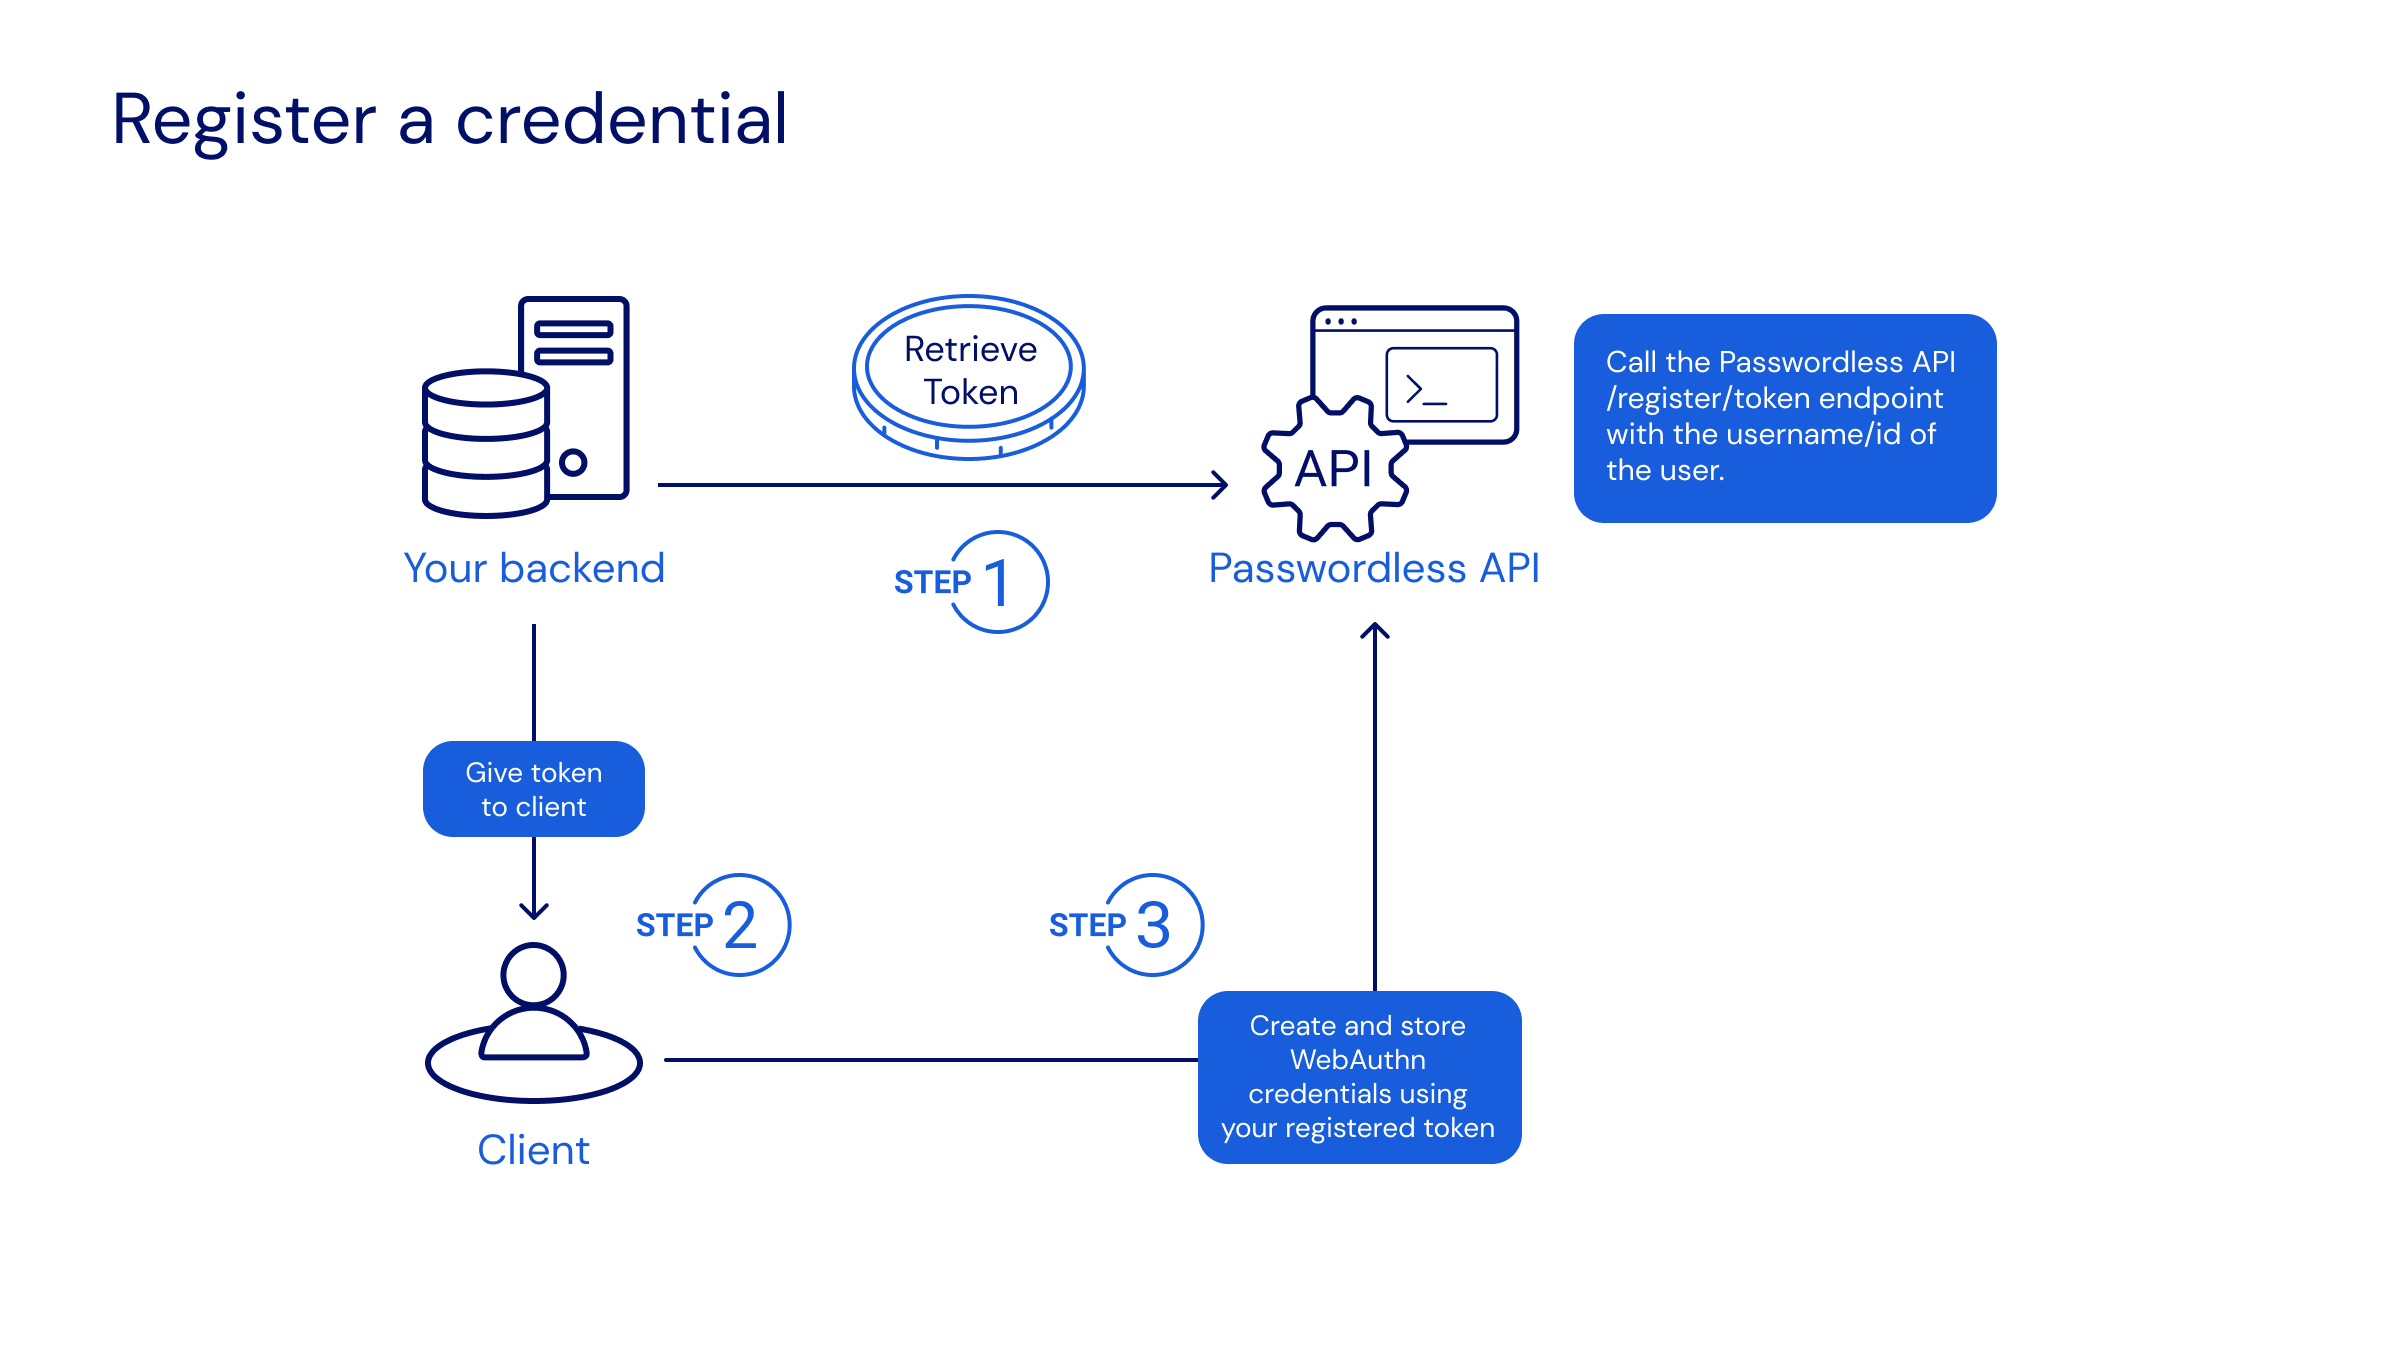 Register a credential
Retrieve
Token
API
Call the Passwordless API
/register/token endpoint
with the username/id of
the user.
Your backend
STEP 1
Passwordless API
Give token
to client
STEP 2
STEP 3
Create and store
WebAuthn
credentials using
your registered token
Client